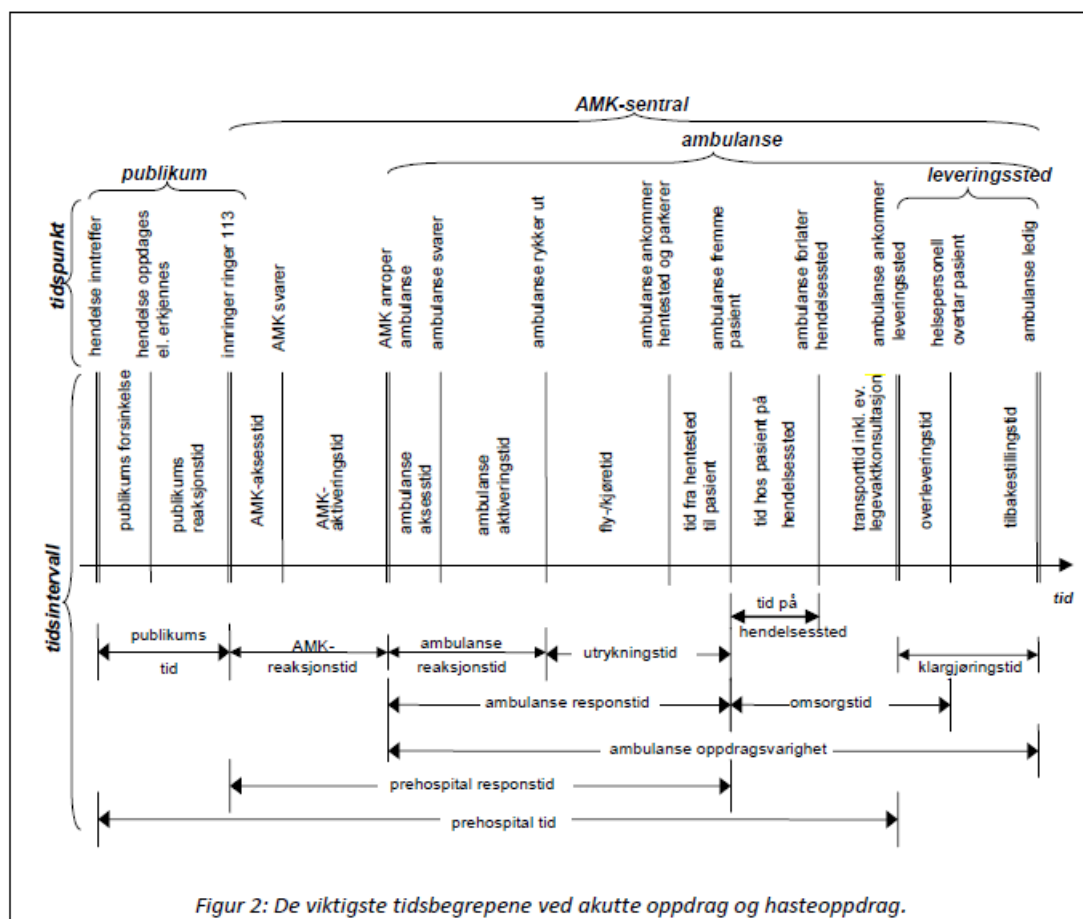 AMK-sentral
ambulanse
publikum
leveringssted
tidspunkt
hendelse inntreffer
hendelse oppdages
el. erkjennes
innringer ringer 113
AMK svarer
AMK anroper
ambulanse
ambulanse svarer
ambulanse rykker ut
ambulanse ankommer
hentested og parkerer
ambulanse fremme
pasient
ambulanse forlater
hendelsessted
ambulanse ankommer
leveringssted
helsepersonell
overtar pasient
ambulanse ledig
tidsintervall
publikums forsinkelse
publikums
reaksjonstid
AMK-aksesstid
AMK-
aktiveringstid
ambulanse
aksesstid
ambulanse
aktiveringstid
fly-/kjøretid
tid fra hentested
til pasient
tid hos pasient på
hendelsessted
transporttid inkl. ev.
legevaktkonsultasjon
overleveringstid
tilbakestillingstid
tid
tid på
hendelsessted
publikums
tid
AMK-
reaksjonstid
ambulanse
reaksjonstid
utrykningstid
klargjøringstid
ambulanse responstid
omsorgstid
ambulanse oppdragsvarighet
prehospital responstid
prehospital tid
Figur 2: De viktigste tidsbegrepene ved akutte oppdrag og hasteoppdrag.